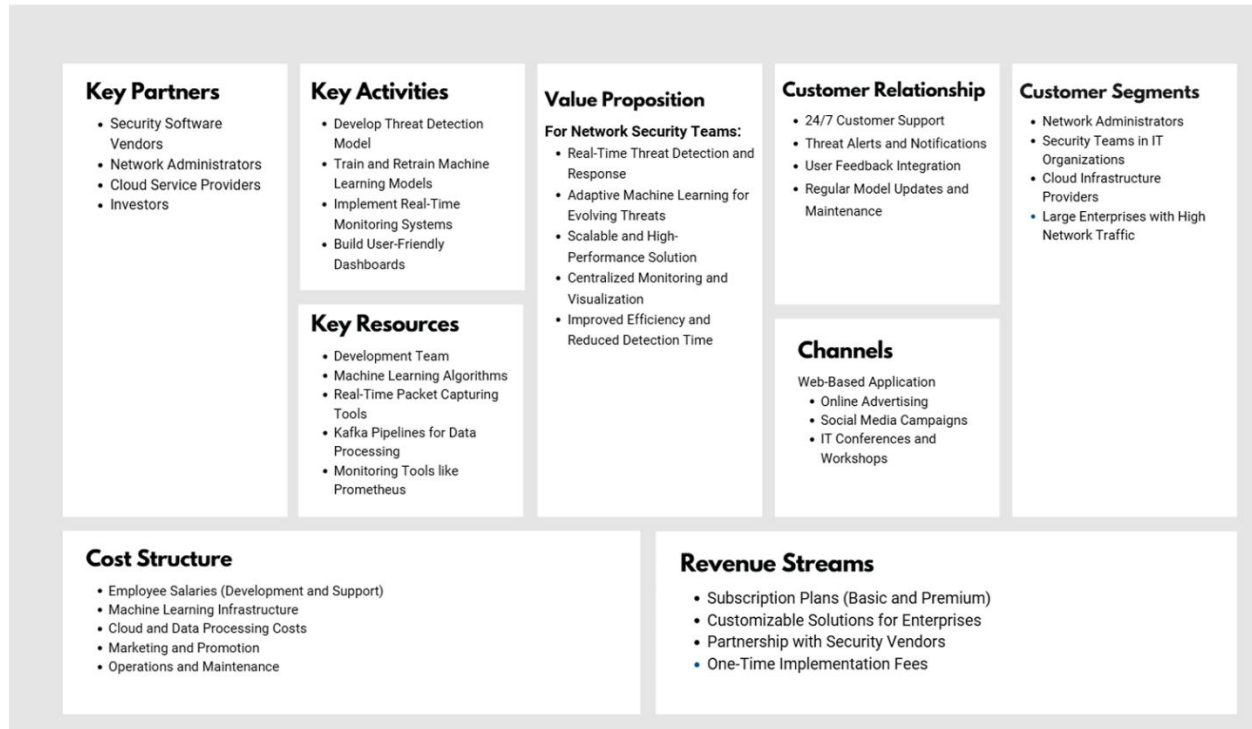 Key Partners
• Security Software
Vendors
• Network Administrators
• Cloud Service Providers
• Investors
Key Activities
• Develop Threat Detection
Model
• Train and Retrain Machine
Learning Models
• Implement Real-Time
Monitoring Systems
• Build User-Friendly
Dashboards
Key Resources
• Development Team
• Machine Learning Algorithms
• Real-Time Packet Capturing
Tools
• Kafka Pipelines for Data
Processing
• Monitoring Tools like
Prometheus
Value Proposition
For Network Security Teams:
• Real-Time Threat Detection and
Response
• Adaptive Machine Learning for
Evolving Threats
• Scalable and High-
Performance Solution
• Centralized Monitoring and
Visualization
• Improved Efficiency and
Reduced Detection Time
Customer Relationship
• 24/7 Customer Support
• Threat Alerts and Notifications
• User Feedback Integration
• Regular Model Updates and
Maintenance
Channels
Web-Based Application
• Online Advertising
• Social Media Campaigns
• IT Conferences and
Workshops
Customer Segments
• Network Administrators
• Security Teams in IT
Organizations
• Cloud Infrastructure
Providers
• Large Enterprises with High
Network Traffic
Cost Structure
• Employee Salaries (Development and Support)
• Machine Learning Infrastructure
• Cloud and Data Processing Costs
• Marketing and Promotion
• Operations and Maintenance
Revenue Streams
• Subscription Plans (Basic and Premium)
• Customizable Solutions for Enterprises
• Partnership with Security Vendors
• One-Time Implementation Fees